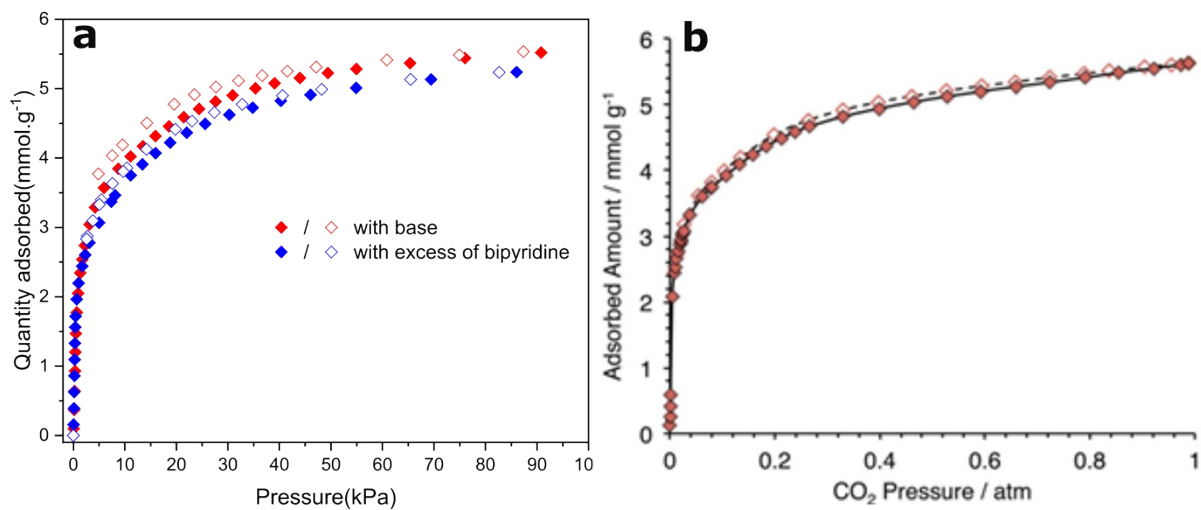 a
6
5
4
3
2
1
0
Quantity adsorbed(mmol.g-1)
/ with base
/ with excess of bipyridine
0 10 20 30 40 50 60 70 80 90 10
Pressure(kPa)
b
6
5
4
3
2
1
0
Adsorbed Amount / mmol g-1
0 0.2 0.4 0.6 0.8 1
CO2 Pressure / atm